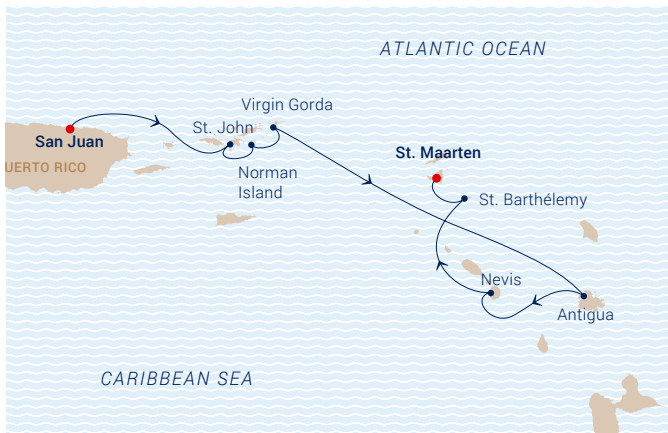 ATLANTIC OCEAN
Virgin Gorda
St. John
San Juan
UERTO RICO
St. Maarten
Norman
Island
St. Barthélemy
Nevis
Antigua
CARIBBEAN SEA